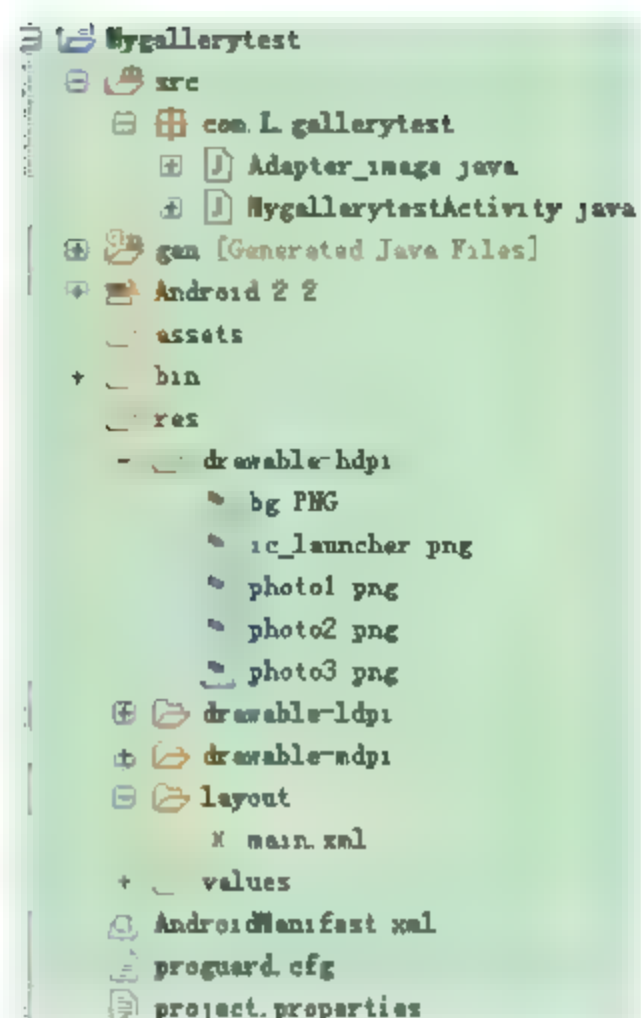 Mygallerytest
src
com.L.gallerytest
Adapter_image.java
MygallerytestActivity.java
gen [Generated Java Files]
Android 2.2
assets
bin
res
drawable-hdpi
bg.PNG
ic_launcher.png
photo1.png
photo2.png
photo3.png
drawable-ldpi
drawable-mdpi
layout
main.xml
values
AndroidManifest.xml
proguard.cfg
project.properties